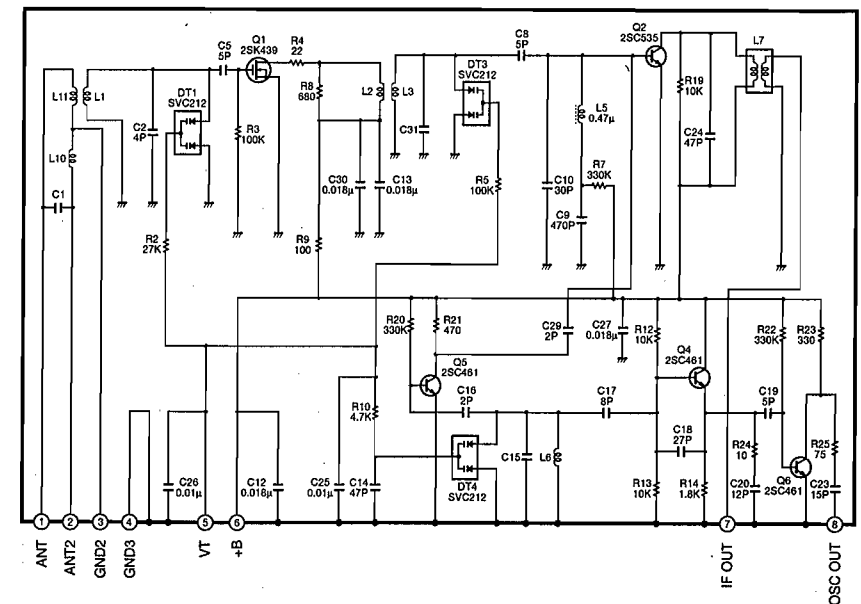 C5
5P
Q1
2SK439
R4
22
C8
5P
Q2
2SC535
L7
R8
680
DT3
SVC212
L11
L1
DT1
SVC212
L2
L3
R19
10K
C2
4P
R3
100K
C31
L5
0.47μ
C24
47P
L10
C30
0.018μ
C13
0.018μ
R5
100K
C10
30P
R7
330K
C1
C9
470P
R2
27K
R9
100
R20
330K
R21
470
C29
2P
C27
0.018μ
R12
10K
R22
330K
R23
330
Q5
2SC461
Q4
2SC461
C16
2P
C17
8P
C19
5P
R10
4.7K
C18
27P
R24
10
R25
75
C26
0.01μ
C12
0.018μ
C25
0.01μ
C14
47P
DT4
SVC212
C15
L6
R13
10K
R14
1.8K
C20
12P
Q6
2SC461
C23
15P
1
2
3
4
5
6
7
8
ANT
ANT2
GND2
GND3
VT
+B
IF OUT
OSC OUT